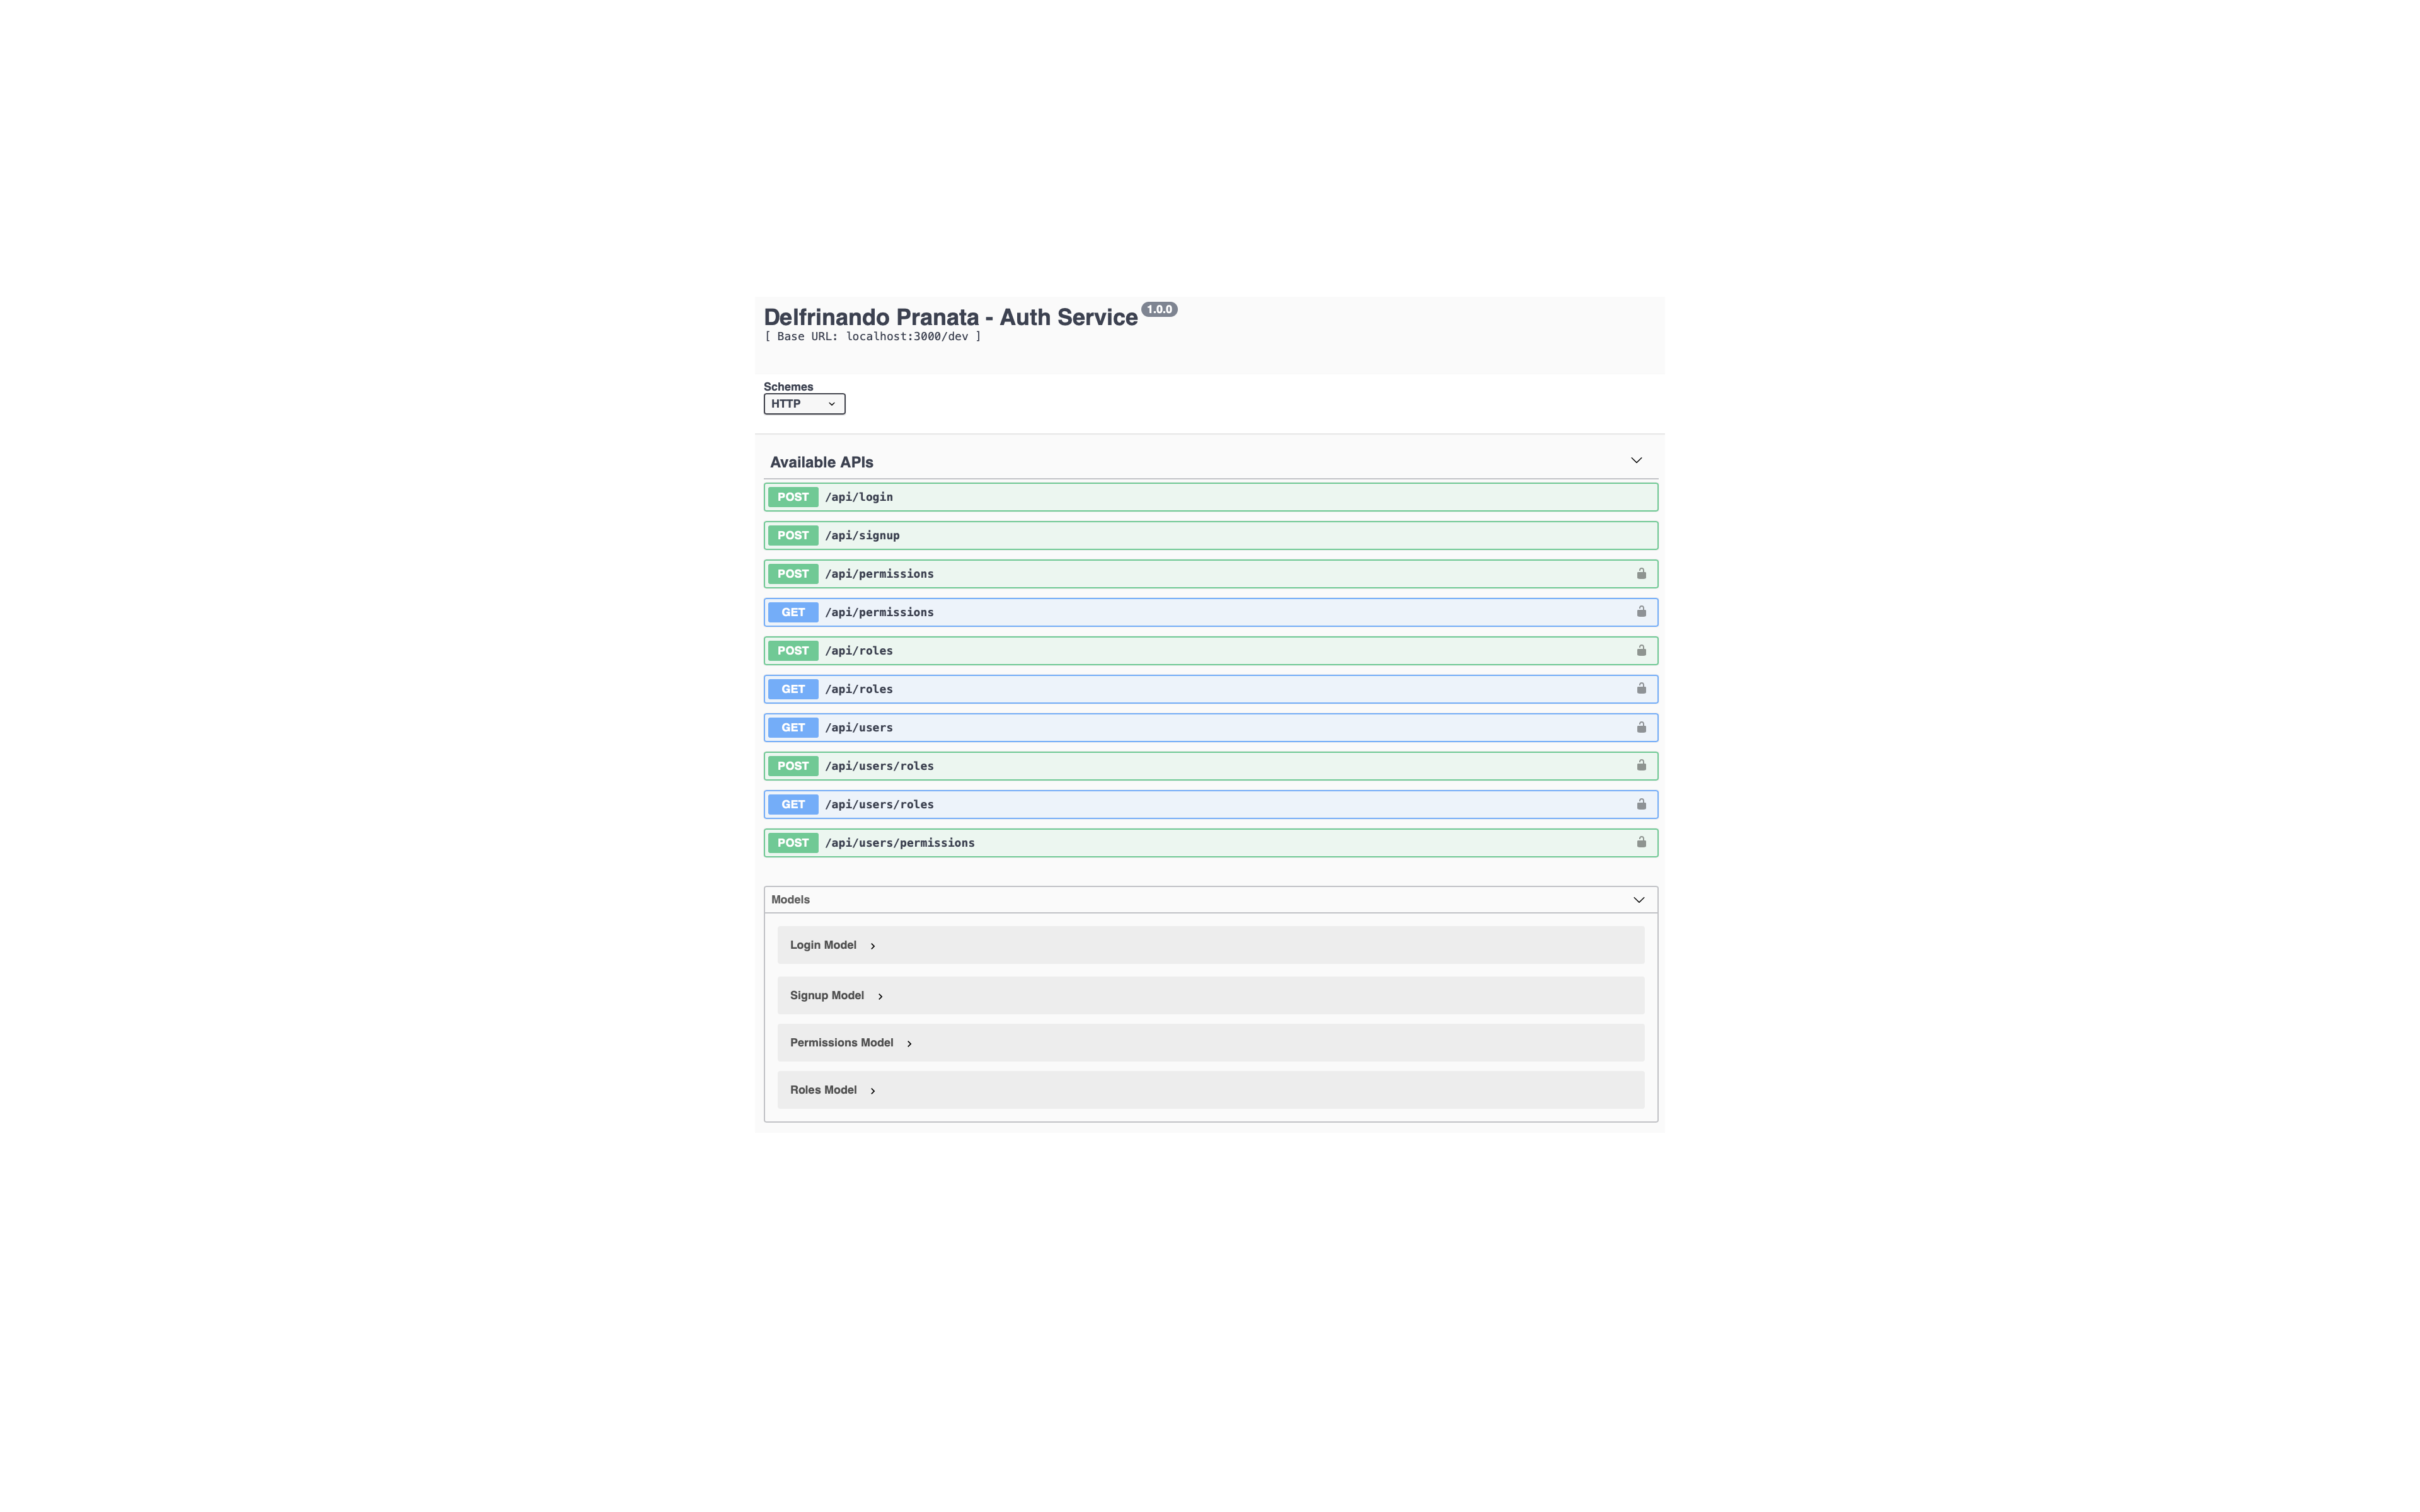 Delfrinando Pranata - Auth Service 1.0.0
[ Base URL: localhost:3000/dev ]
Schemes
HTTP
Available APIs
POST /api/login
POST /api/signup
POST /api/permissions
GET /api/permissions
POST /api/roles
GET /api/roles
GET /api/users
POST /api/users/roles
GET /api/users/roles
POST /api/users/permissions
Models
Login Model
Signup Model
Permissions Model
Roles Model